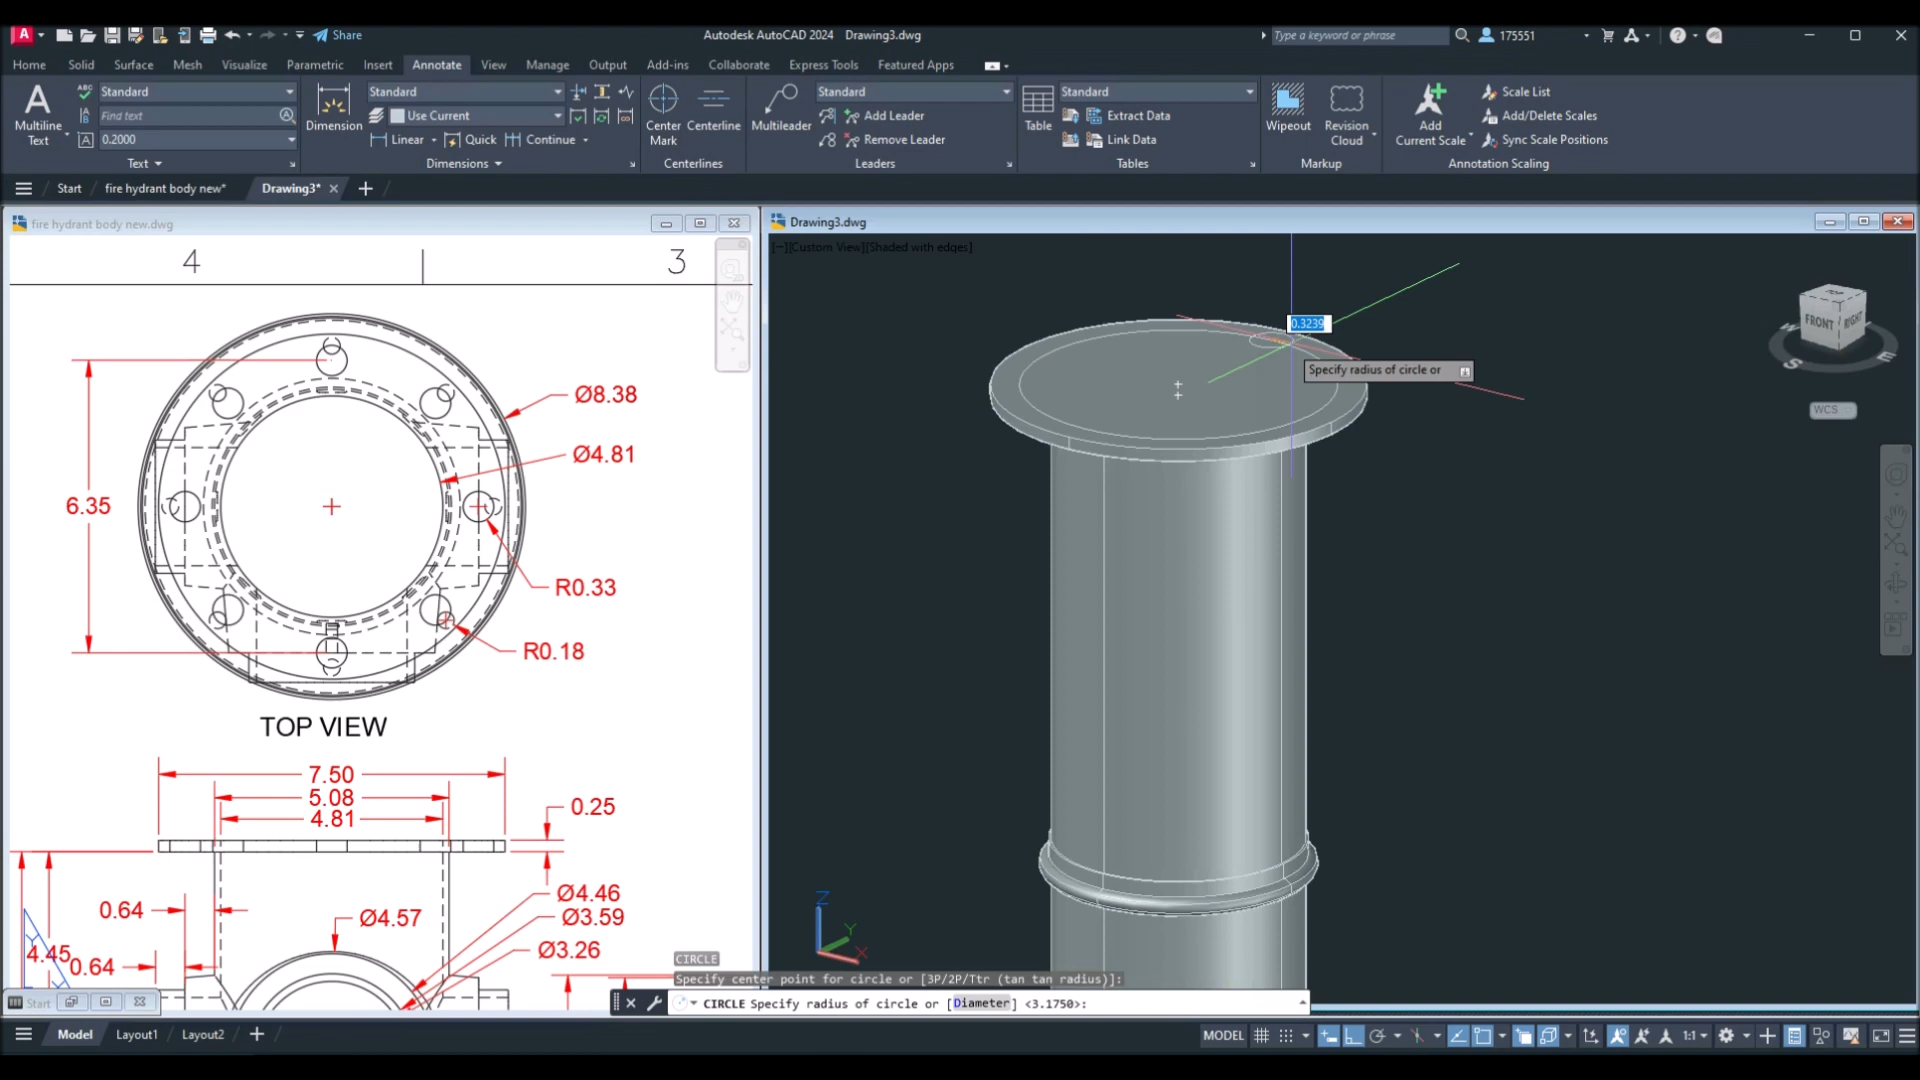 A
Share
Autodesk AutoCAD 2024 Drawing3.dwg
Type a keyword or phrase
175551
Home Solid Surface Mesh Visualize Parametric Insert Annotate View Manage Output Add-ins Collaborate Express Tools Featured Apps
A Multiline Text
ABC Standard
Find text
0.2000
Text
Dimension
Standard
Use Current
Linear Quick Continue
Dimensions
Center Mark
Centerline
Centerlines
Multileader
Standard
Add Leader
Remove Leader
Leaders
Table
Standard
Extract Data
Link Data
Tables
Wipeout
Revision Cloud
Markup
Add Current Scale
Scale List
Add/Delete Scales
Sync Scale Positions
Annotation Scaling
Start fire hydrant body new* Drawing3*
fire hydrant body new.dwg
4 3
Ø8.38
Ø4.81
6.35
R0.33
R0.18
TOP VIEW
7.50
5.08
4.81
0.25
Ø4.46
0.64
Ø4.57
Ø3.59
4.45
0.64
Ø3.26
Y
Start
Drawing3.dwg
[−][Custom View][Shaded with edges]
0.3239
Specify radius of circle or
TOP
FRONT RIGHT
W S E
WCS
Z
Y
X
CIRCLE
Specify center point for circle or [3P/2P/Ttr (tan tan radius)]:
CIRCLE Specify radius of circle or [Diameter] <3.1750>:
Model Layout1 Layout2
MODEL
1:1